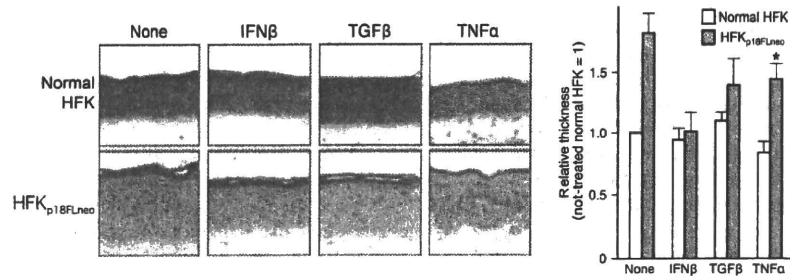 None IFNβ TGFβ TNFα
Normal
HFK
HFKp18FLneo
Normal HFK
HFKp18FLneo
*
Relative thickness
(not-treated normal HFK = 1)
1.5
1.0
0.5
None IFNβ TGFβ TNFα